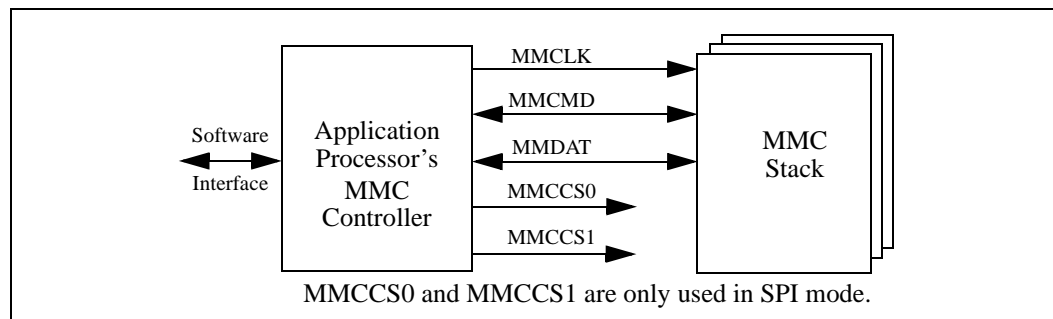 Software
Interface
Application
Processor's
MMC
Controller
MMCLK
MMCMD
MMDAT
MMCCS0
MMCCS1
MMC
Stack
MMCCS0 and MMCCS1 are only used in SPI mode.